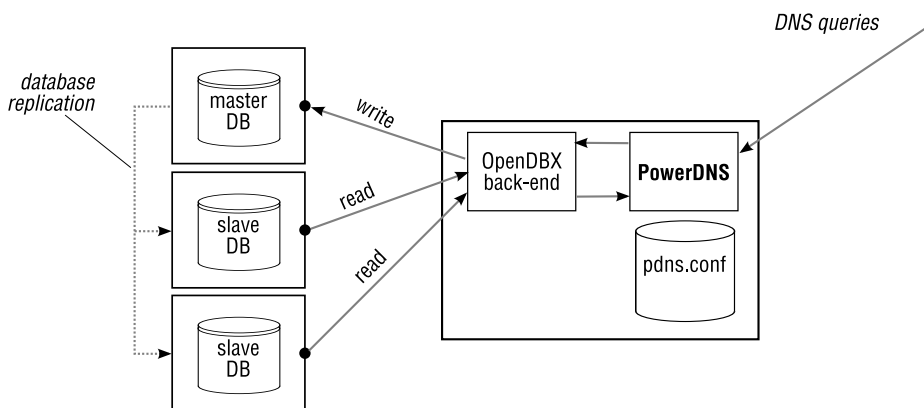 DNS queries
database
replication
master
DB
write
OpenDBX
back-end
PowerDNS
slave
DB
read
pdns.conf
read
slave
DB